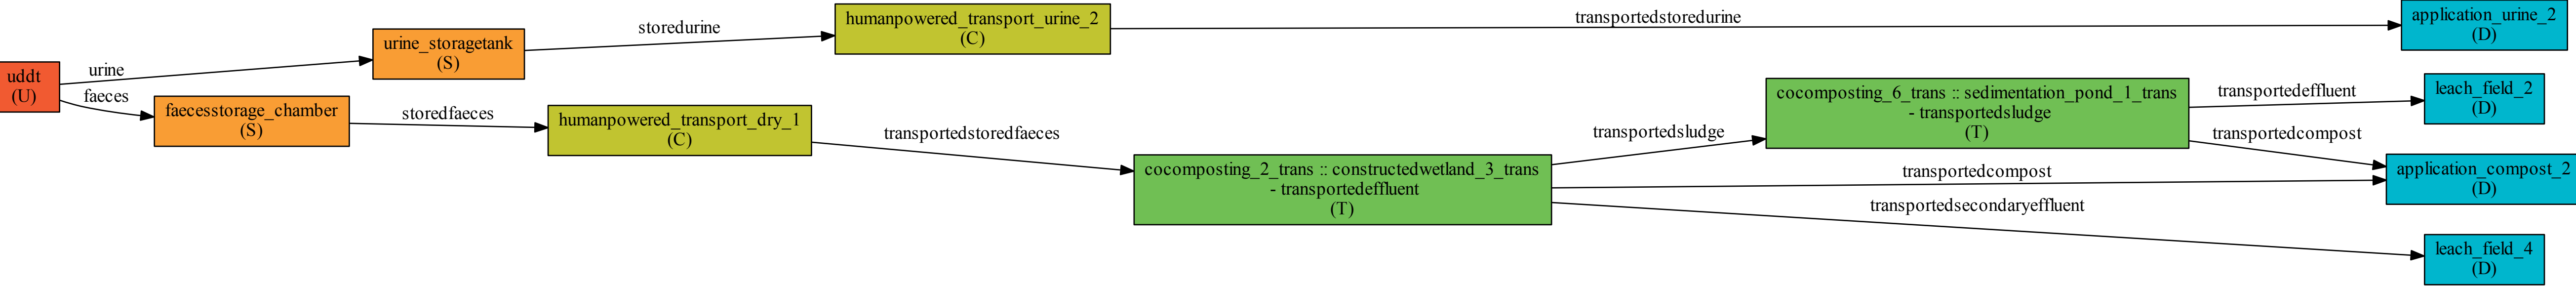 uddt
(U)
urine
faeces
urine_storagetank
(S)
faecesstorage_chamber
(S)
storedurine
storedfaeces
humanpowered_transport_urine_2
(C)
humanpowered_transport_dry_1
(C)
transportedstoredurine
transportedstoredfaeces
cocomposting_2_trans :: constructedwetland_3_trans
- transportedeffluent
(T)
transportedsludge
transportedcompost
transportedsecondaryeffluent
cocomposting_6_trans :: sedimentation_pond_1_trans
- transportedsludge
(T)
transportedeffluent
transportedcompost
application_urine_2
(D)
leach_field_2
(D)
application_compost_2
(D)
leach_field_4
(D)